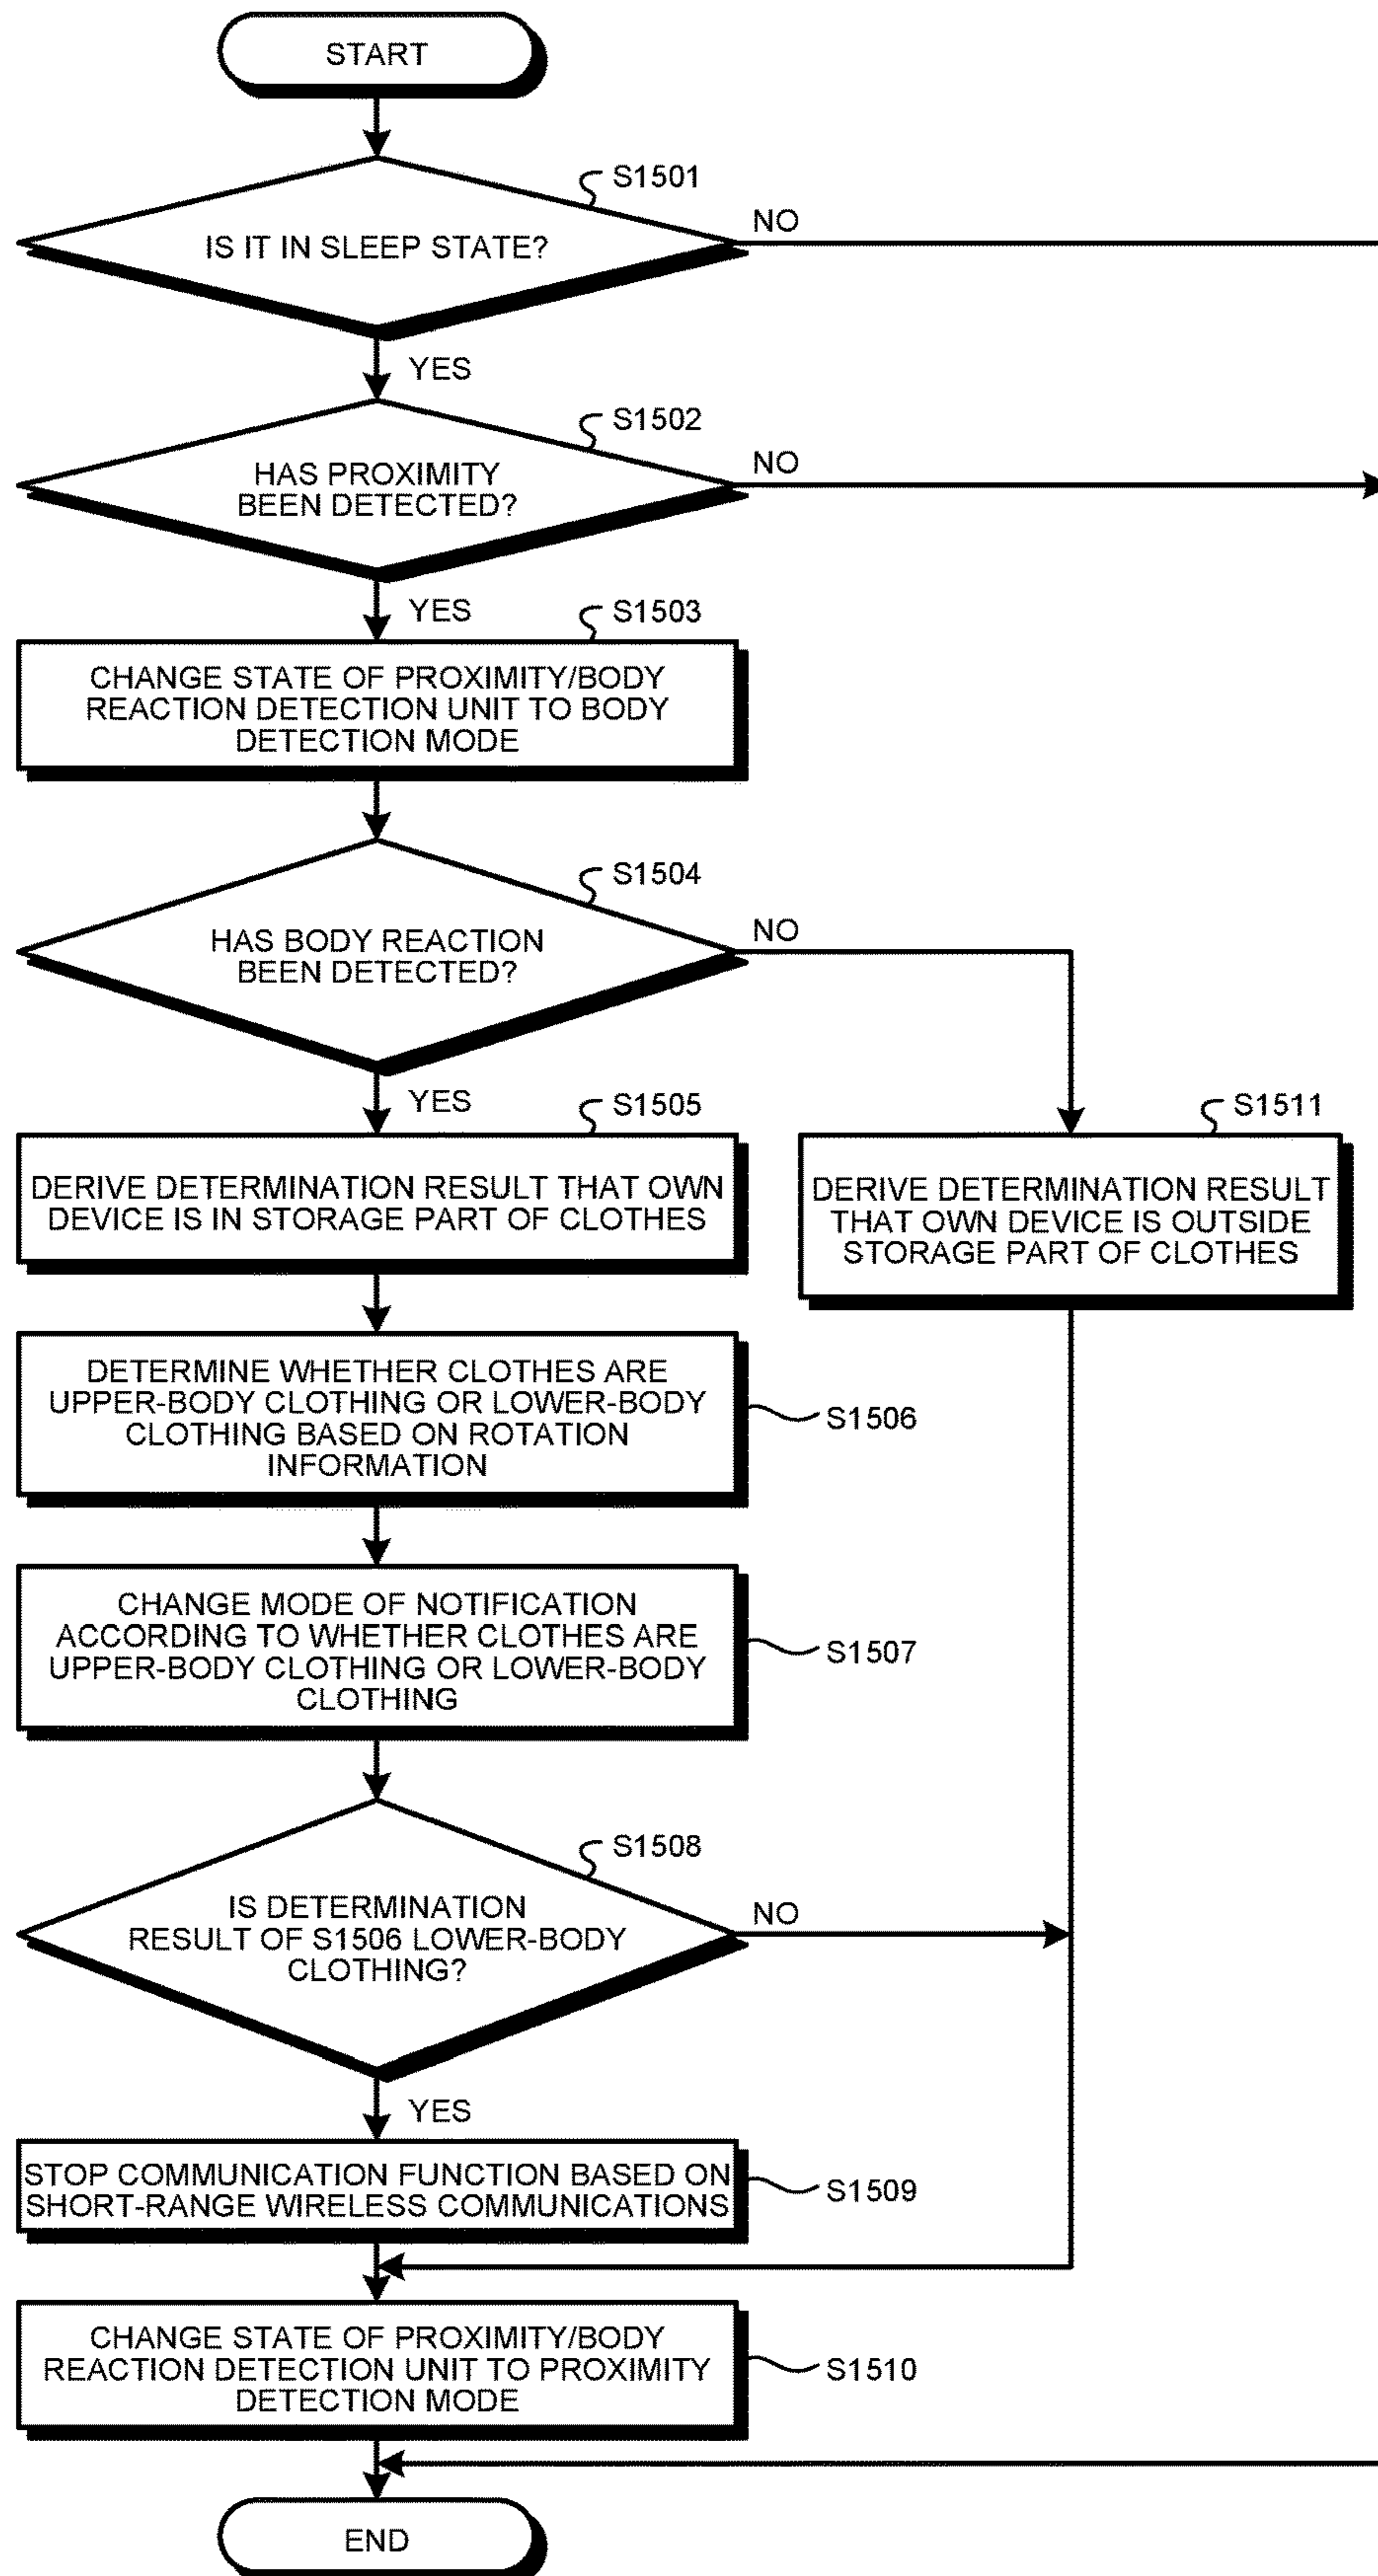 START
S1501
IS IT IN SLEEP STATE?
NO
YES
S1502
HAS PROXIMITY
BEEN DETECTED?
NO
YES
S1503
CHANGE STATE OF PROXIMITY/BODY
REACTION DETECTION UNIT TO BODY
DETECTION MODE
S1504
HAS BODY REACTION
BEEN DETECTED?
NO
YES
S1505
DERIVE DETERMINATION RESULT THAT OWN
DEVICE IS IN STORAGE PART OF CLOTHES
S1511
DERIVE DETERMINATION RESULT
THAT OWN DEVICE IS OUTSIDE
STORAGE PART OF CLOTHES
DETERMINE WHETHER CLOTHES ARE
UPPER-BODY CLOTHING OR LOWER-BODY
CLOTHING BASED ON ROTATION
INFORMATION
S1506
CHANGE MODE OF NOTIFICATION
ACCORDING TO WHETHER CLOTHES ARE
UPPER-BODY CLOTHING OR LOWER-BODY
CLOTHING
S1507
S1508
IS DETERMINATION
RESULT OF S1506 LOWER-BODY
CLOTHING?
NO
YES
STOP COMMUNICATION FUNCTION BASED ON
SHORT-RANGE WIRELESS COMMUNICATIONS
S1509
CHANGE STATE OF PROXIMITY/BODY
REACTION DETECTION UNIT TO PROXIMITY
DETECTION MODE
S1510
END